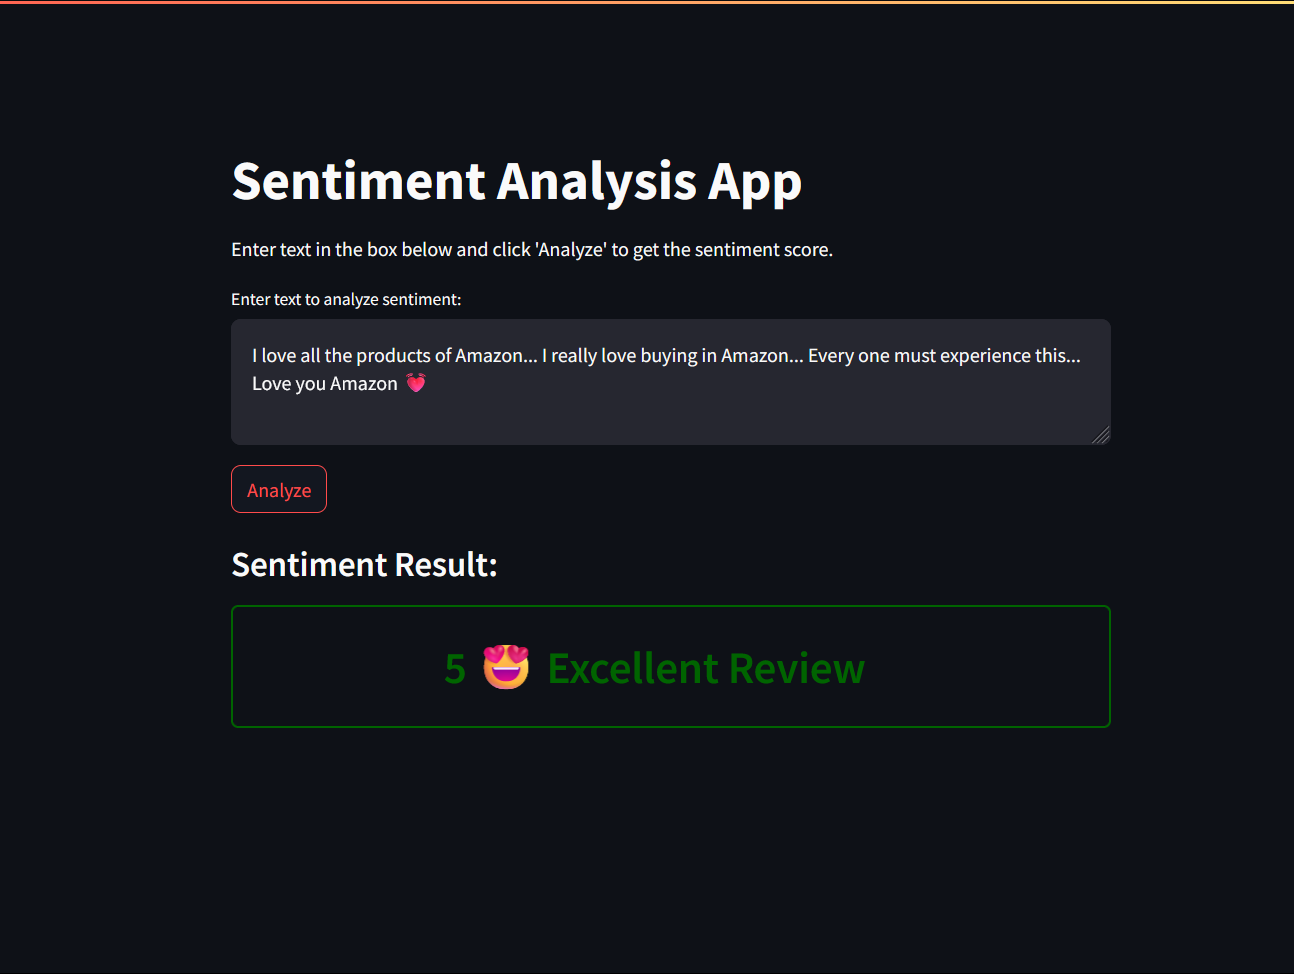 Sentiment Analysis App
Enter text in the box below and click 'Analyze' to get the sentiment score.
Enter text to analyze sentiment:
I love all the products of Amazon... I really love buying in Amazon... Every one must experience this...
Love you Amazon 💓
Analyze
Sentiment Result:
5 😍 Excellent Review